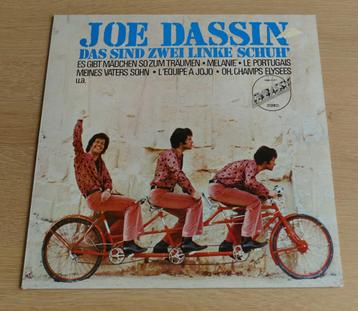 JOE DASSIN
DAS SIND ZWEI LINKE SCHUH'
ES GIBT MÄDCHEN SO ZUM TRÄUMEN • MELANIE • LE PORTUGAIS
MEINES VATERS SOHN • L'EQUIPE A JOJO • OH, CHAMPS ELYSEES
u.a.
STEREO